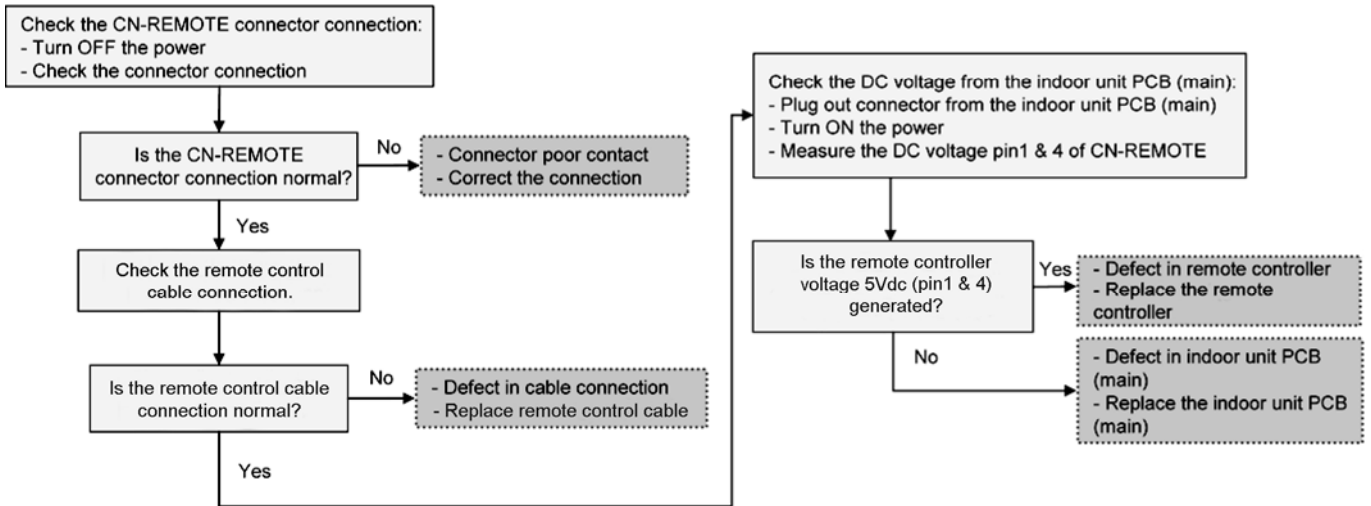 Check the CN-REMOTE connector connection:
- Turn OFF the power
- Check the connector connection
Is the CN-REMOTE
connector connection normal?
No
- Connector poor contact
- Correct the connection
Yes
Check the remote control
cable connection.
Is the remote control cable
connection normal?
No
- Defect in cable connection
- Replace remote control cable
Yes
Check the DC voltage from the indoor unit PCB (main):
- Plug out connector from the indoor unit PCB (main)
- Turn ON the power
- Measure the DC voltage pin1 & 4 of CN-REMOTE
Is the remote controller
voltage 5Vdc (pin1 & 4)
generated?
Yes
- Defect in remote controller
- Replace the remote
controller
No
- Defect in indoor unit PCB
(main)
- Replace the indoor unit PCB
(main)